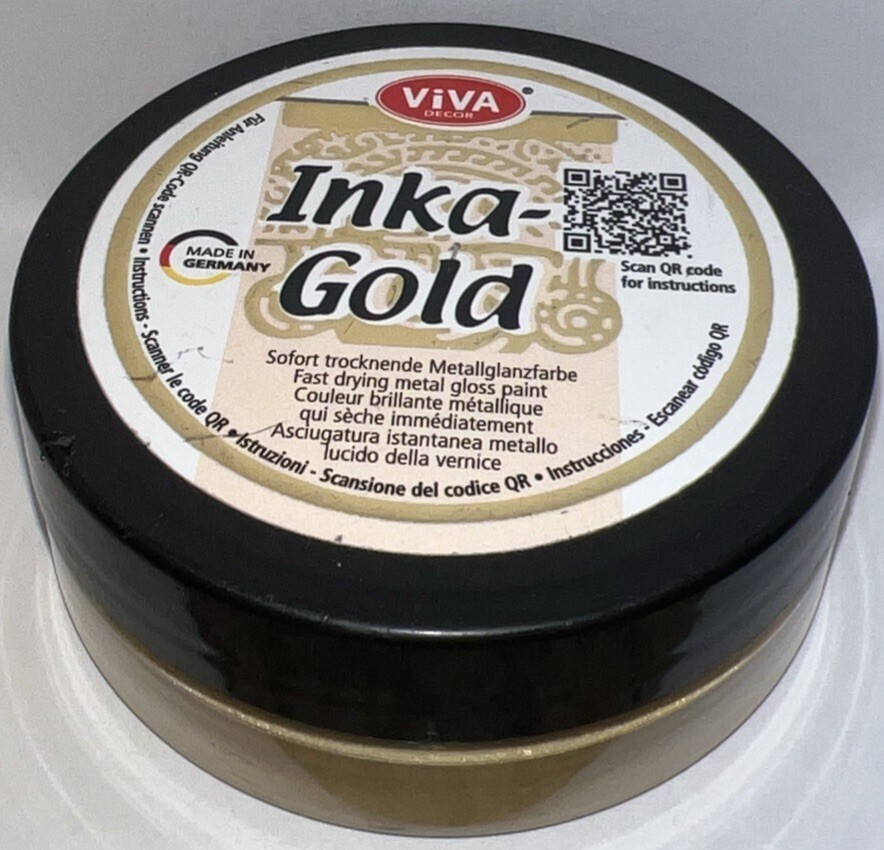 ViVA
DECOR
®
Inka-
Gold
MADE IN
GERMANY
Scan QR code
for instructions
Sofort trocknende Metallglanzfarbe
Fast drying metal gloss paint
Couleur brillante métallique
qui sèche immédiatement
Asciugatura istantanea metallo
lucido della vernice
Für Anleitung QR-Code scannen • Instructions - Scanner le code QR • Istruzioni - Scansione del codice QR • Instrucciones - Escanear código QR